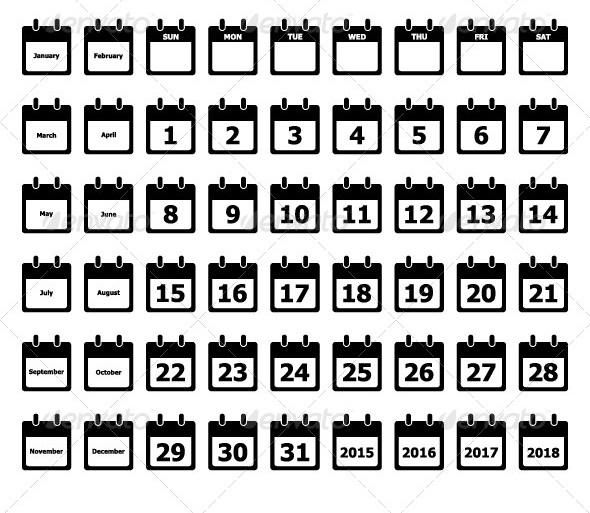 January February SUN MON TUE WED THU FRI SAT
March April 1 2 3 4 5 6 7
May June 8 9 10 11 12 13 14
July August 15 16 17 18 19 20 21
September October 22 23 24 25 26 27 28
November December 29 30 31 2015 2016 2017 2018
envato